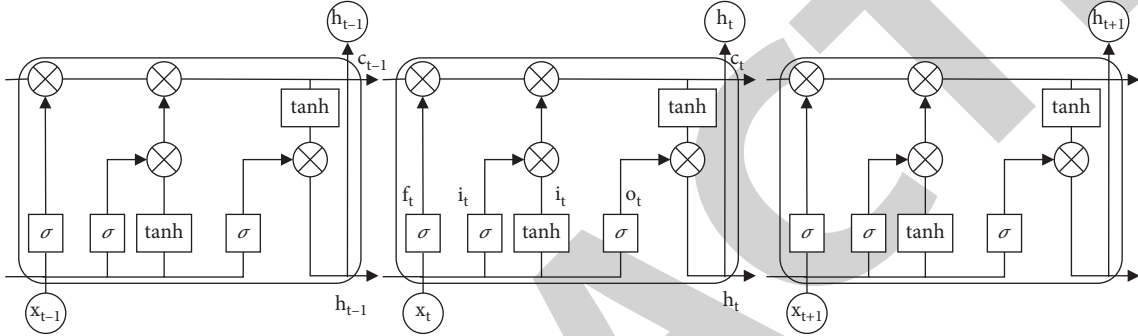 h_{t-1} h_t h_{t+1}
c_{t-1} c_t
tanh tanh tanh
f_t i_t i_t o_t
σ σ tanh σ σ σ tanh σ σ σ tanh σ
h_{t-1} h_t
x_{t-1} x_t x_{t+1}